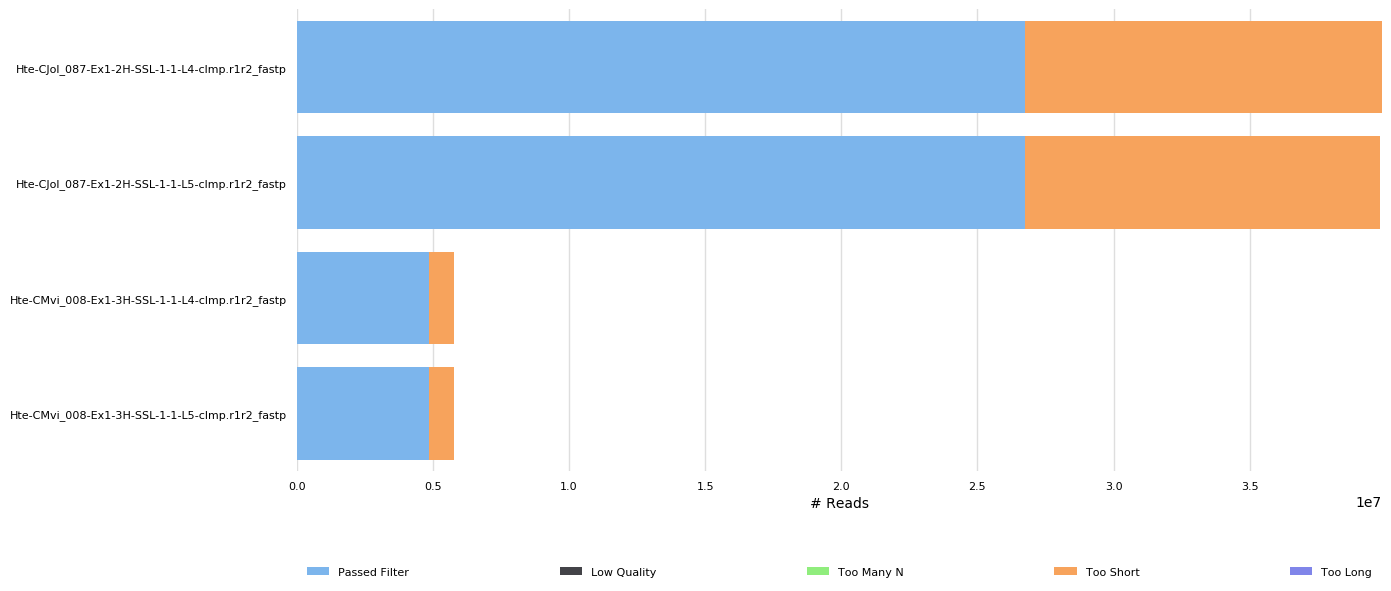 Hte-CJol_087-Ex1-2H-SSL-1-1-L4-clmp.r1r2_fastp
Hte-CJol_087-Ex1-2H-SSL-1-1-L5-clmp.r1r2_fastp
Hte-CMvi_008-Ex1-3H-SSL-1-1-L4-clmp.r1r2_fastp
Hte-CMvi_008-Ex1-3H-SSL-1-1-L5-clmp.r1r2_fastp
0.0 0.5 1.0 1.5 2.0 2.5 3.0 3.5
# Reads 1e7
Passed Filter Low Quality Too Many N Too Short Too Long